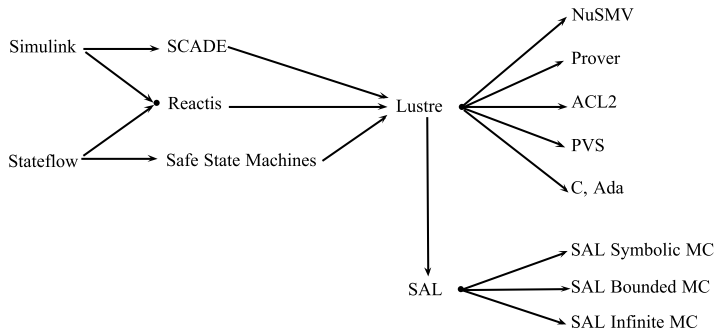 NuSMV
Simulink
SCADE
Prover
Reactis
Lustre
ACL2
PVS
Stateflow
Safe State Machines
C, Ada
SAL Symbolic MC
SAL
SAL Bounded MC
SAL Infinite MC